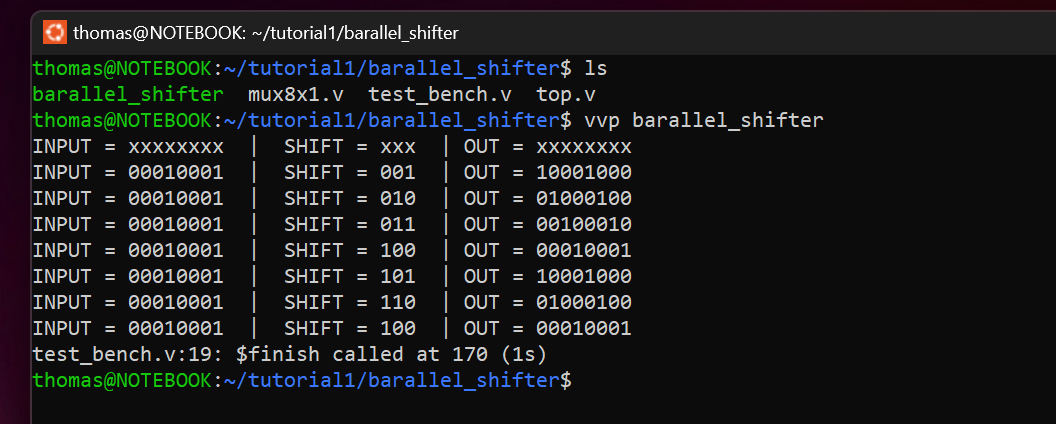 thomas@NOTEBOOK: ~/tutorial1/barallel_shifter
thomas@NOTEBOOK:~/tutorial1/barallel_shifter$ ls
barallel_shifter  mux8x1.v  test_bench.v  top.v
thomas@NOTEBOOK:~/tutorial1/barallel_shifter$ vvp barallel_shifter
INPUT = xxxxxxxx  |  SHIFT = xxx  | OUT = xxxxxxxx
INPUT = 00010001  |  SHIFT = 001  | OUT = 10001000
INPUT = 00010001  |  SHIFT = 010  | OUT = 01000100
INPUT = 00010001  |  SHIFT = 011  | OUT = 00100010
INPUT = 00010001  |  SHIFT = 100  | OUT = 00010001
INPUT = 00010001  |  SHIFT = 101  | OUT = 10001000
INPUT = 00010001  |  SHIFT = 110  | OUT = 01000100
INPUT = 00010001  |  SHIFT = 100  | OUT = 00010001
test_bench.v:19: $finish called at 170 (1s)
thomas@NOTEBOOK:~/tutorial1/barallel_shifter$